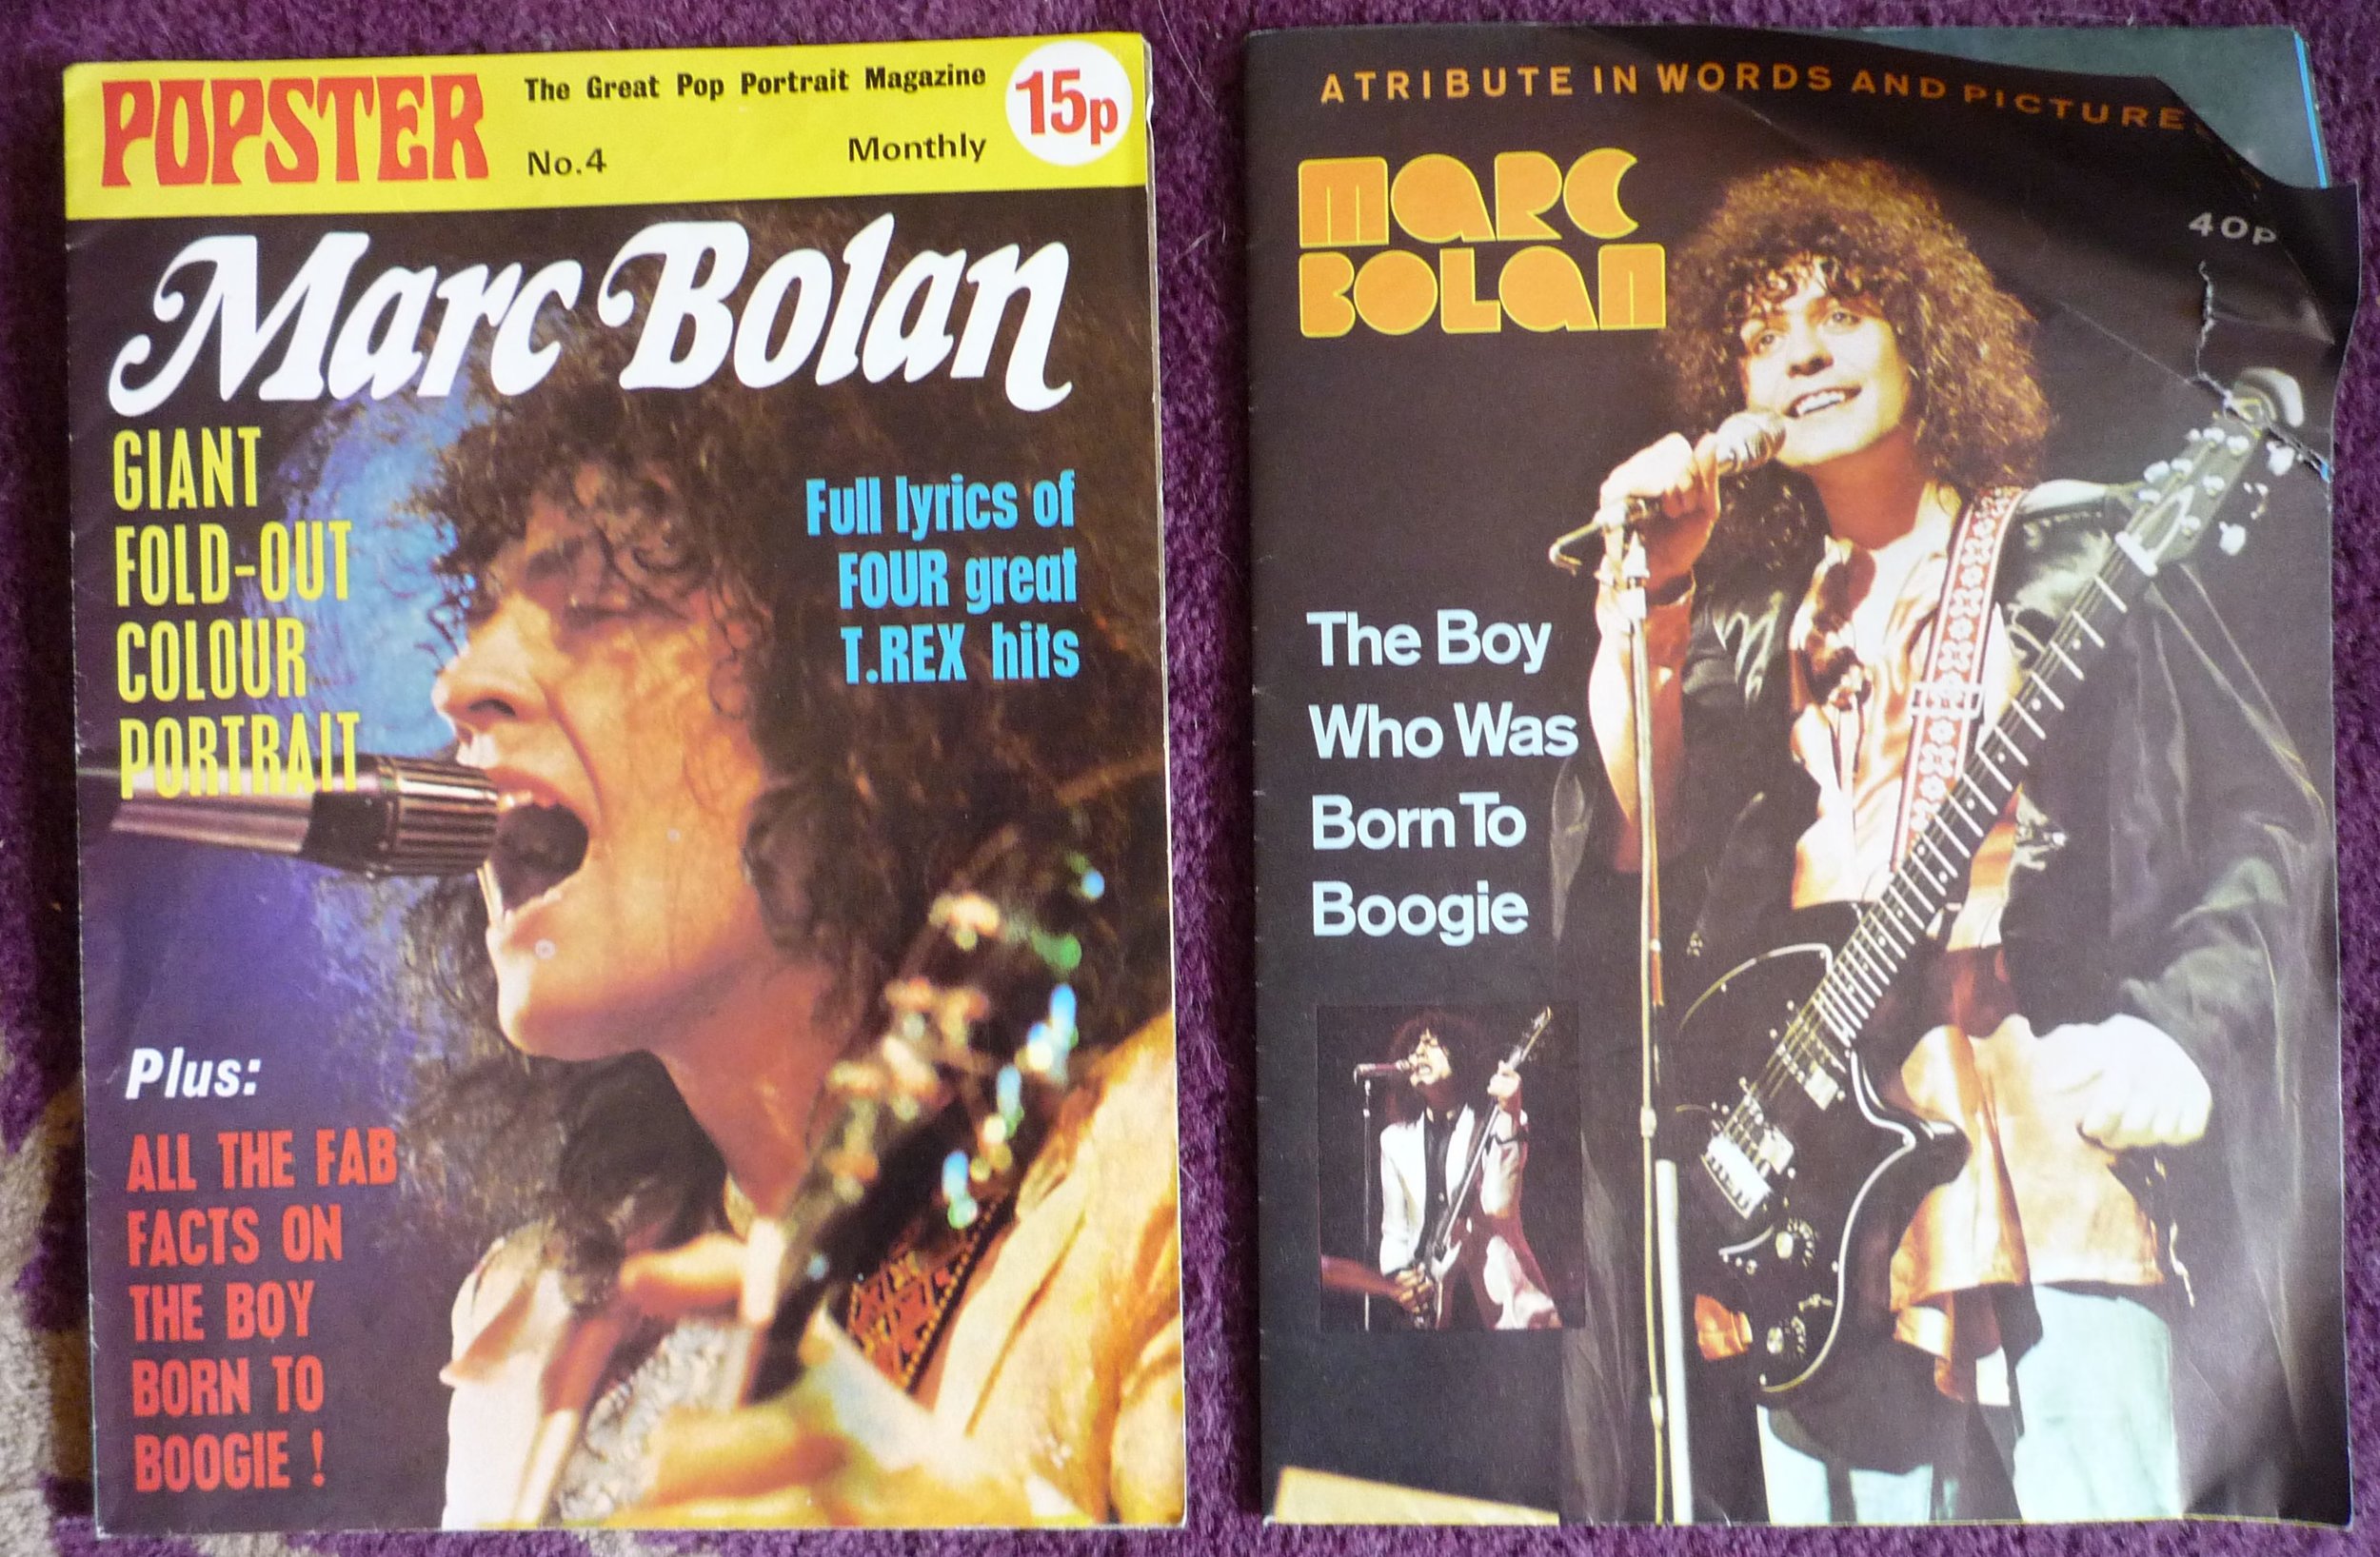 POPSTER
The Great Pop Portrait Magazine
No.4
Monthly
15p
Marc Bolan
GIANT
FOLD-OUT
COLOUR
PORTRAIT
Full lyrics of
FOUR great
T.REX hits
Plus:
ALL THE FAB
FACTS ON
THE BOY
BORN TO
BOOGIE !
A TRIBUTE IN WORDS AND PICTURES
MARC
BOLAN
40p
The Boy
Who Was
Born To
Boogie